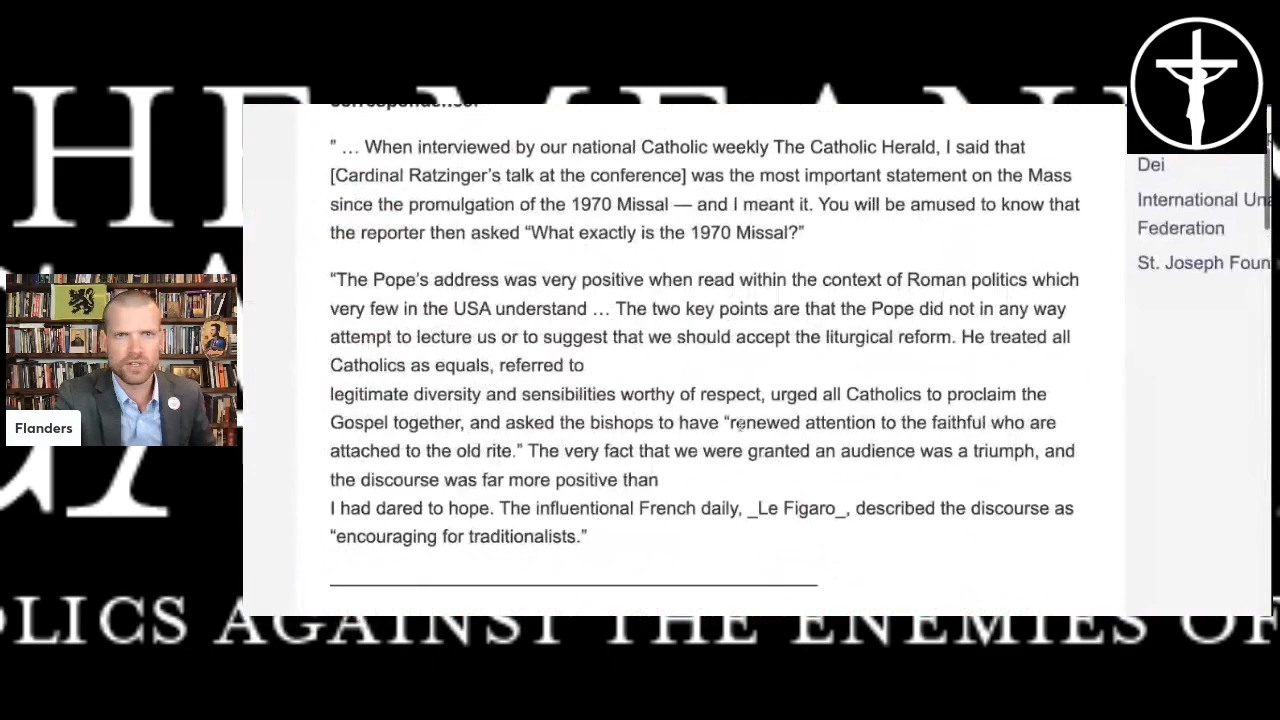 HE MEAN
correspondence.
" … When interviewed by our national Catholic weekly The Catholic Herald, I said that
[Cardinal Ratzinger's talk at the conference] was the most important statement on the Mass
since the promulgation of the 1970 Missal — and I meant it. You will be amused to know that
the reporter then asked “What exactly is the 1970 Missal?”
“The Pope’s address was very positive when read within the context of Roman politics which
very few in the USA understand … The two key points are that the Pope did not in any way
attempt to lecture us or to suggest that we should accept the liturgical reform. He treated all
Catholics as equals, referred to
legitimate diversity and sensibilities worthy of respect, urged all Catholics to proclaim the
Gospel together, and asked the bishops to have “renewed attention to the faithful who are
attached to the old rite.” The very fact that we were granted an audience was a triumph, and
the discourse was far more positive than
I had dared to hope. The influentional French daily, _Le Figaro_, described the discourse as
“encouraging for traditionalists.”
Dei
International Una
Federation
St. Joseph Foun
Flanders
OLICS AGAINST THE ENEMIES OF